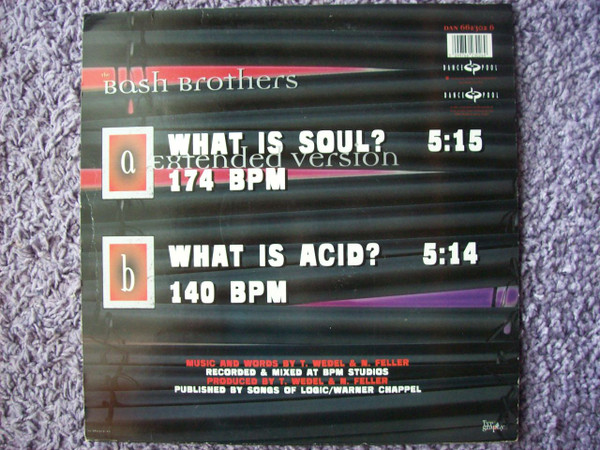 DAN 662302 6
DANCE POOL
DANCE POOL
the
Bash Brothers
a
WHAT IS SOUL? 5:15
extended version
174 BPM
b
WHAT IS ACID? 5:14
140 BPM
MUSIC AND WORDS BY T. WEDEL & N. FELLER
RECORDED & MIXED AT BPM STUDIOS
PRODUCED BY T. WEDEL & N. FELLER
PUBLISHED BY SONGS OF LOGIC/WARNER CHAPPEL